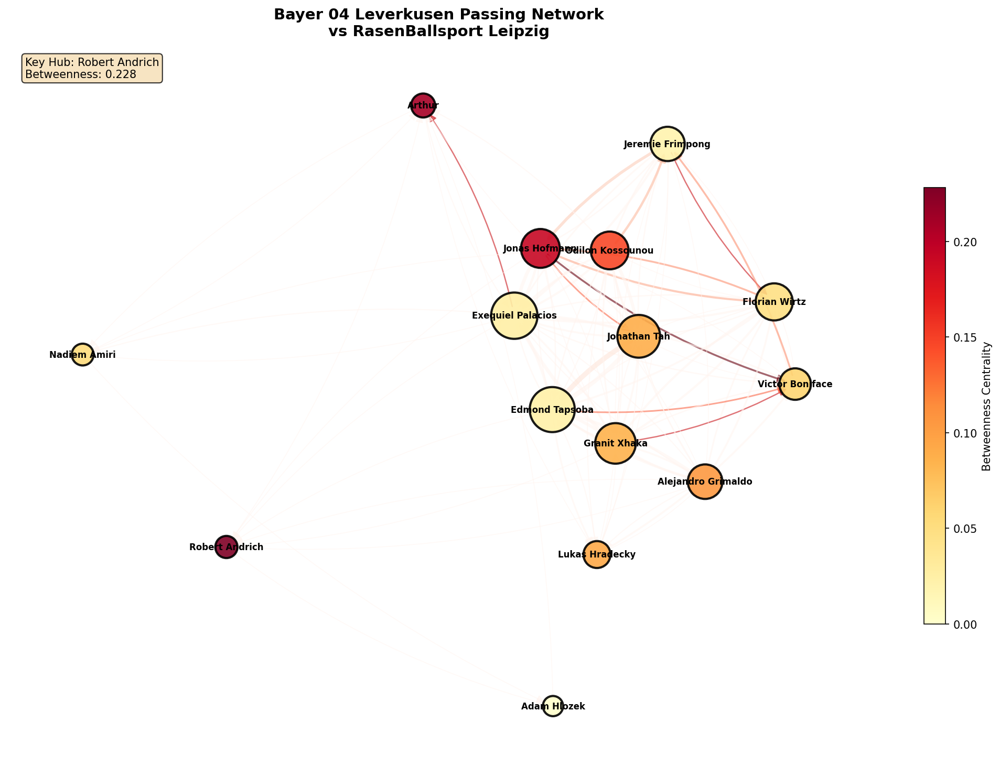 Bayer 04 Leverkusen Passing Network
vs RasenBallsport Leipzig
Key Hub: Robert Andrich
Betweenness: 0.228
Arthur
Jeremie Frimpong
Jonas Hofmann
Odilon Kossounou
Florian Wirtz
Exequiel Palacios
Jonathan Tah
Nadiem Amiri
Victor Boniface
Edmond Tapsoba
Granit Xhaka
Alejandro Grimaldo
Robert Andrich
Lukas Hradecky
Adam Hlozek
0.20
0.15
0.10
0.05
0.00
Betweenness Centrality